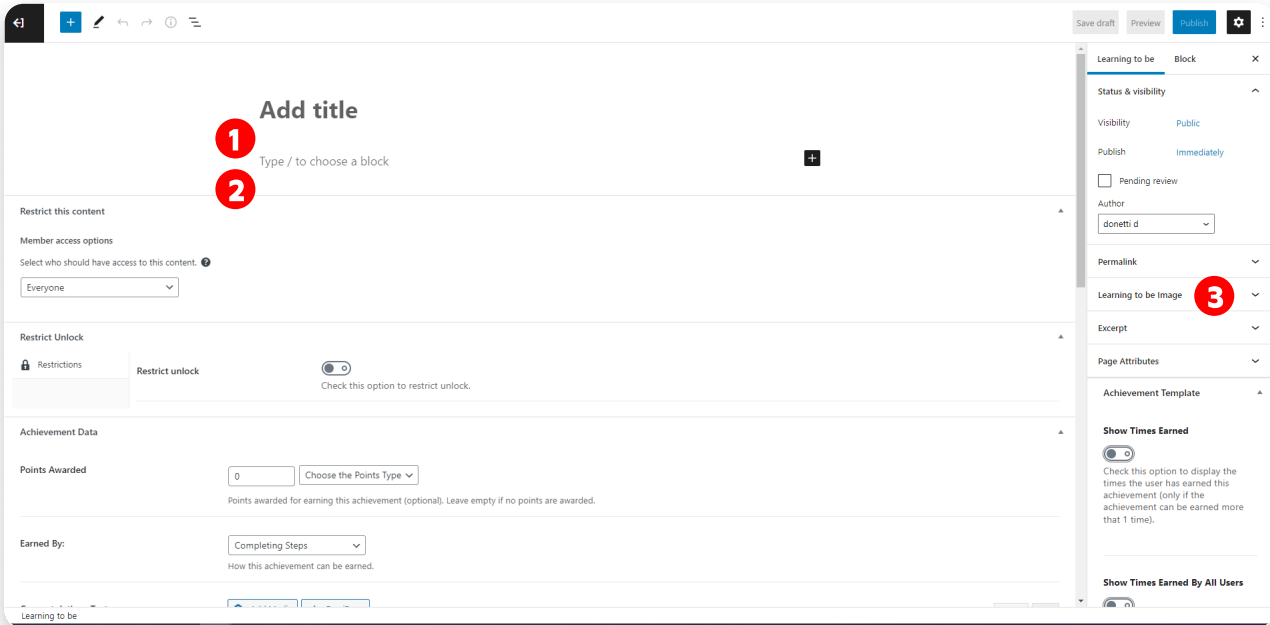 Save draft
Preview
Publish
Add title
1
Type / to choose a block
2
Restrict this content
Member access options
Select who should have access to this content.
Everyone
Restrict Unlock
Restrictions
Restrict unlock
Check this option to restrict unlock.
Achievement Data
Points Awarded
0
Choose the Points Type
Points awarded for earning this achievement (optional). Leave empty if no points are awarded.
Earned By:
Completing Steps
How this achievement can be earned.
Learning to be
Learning to be
Block
Status & visibility
Visibility
Public
Publish
Immediately
Pending review
Author
donetti d
Permalink
Learning to be Image
3
Excerpt
Page Attributes
Achievement Template
Show Times Earned
Check this option to display the
times the user has earned this
achievement (only if the
achievement can be earned more
that 1 time).
Show Times Earned By All Users